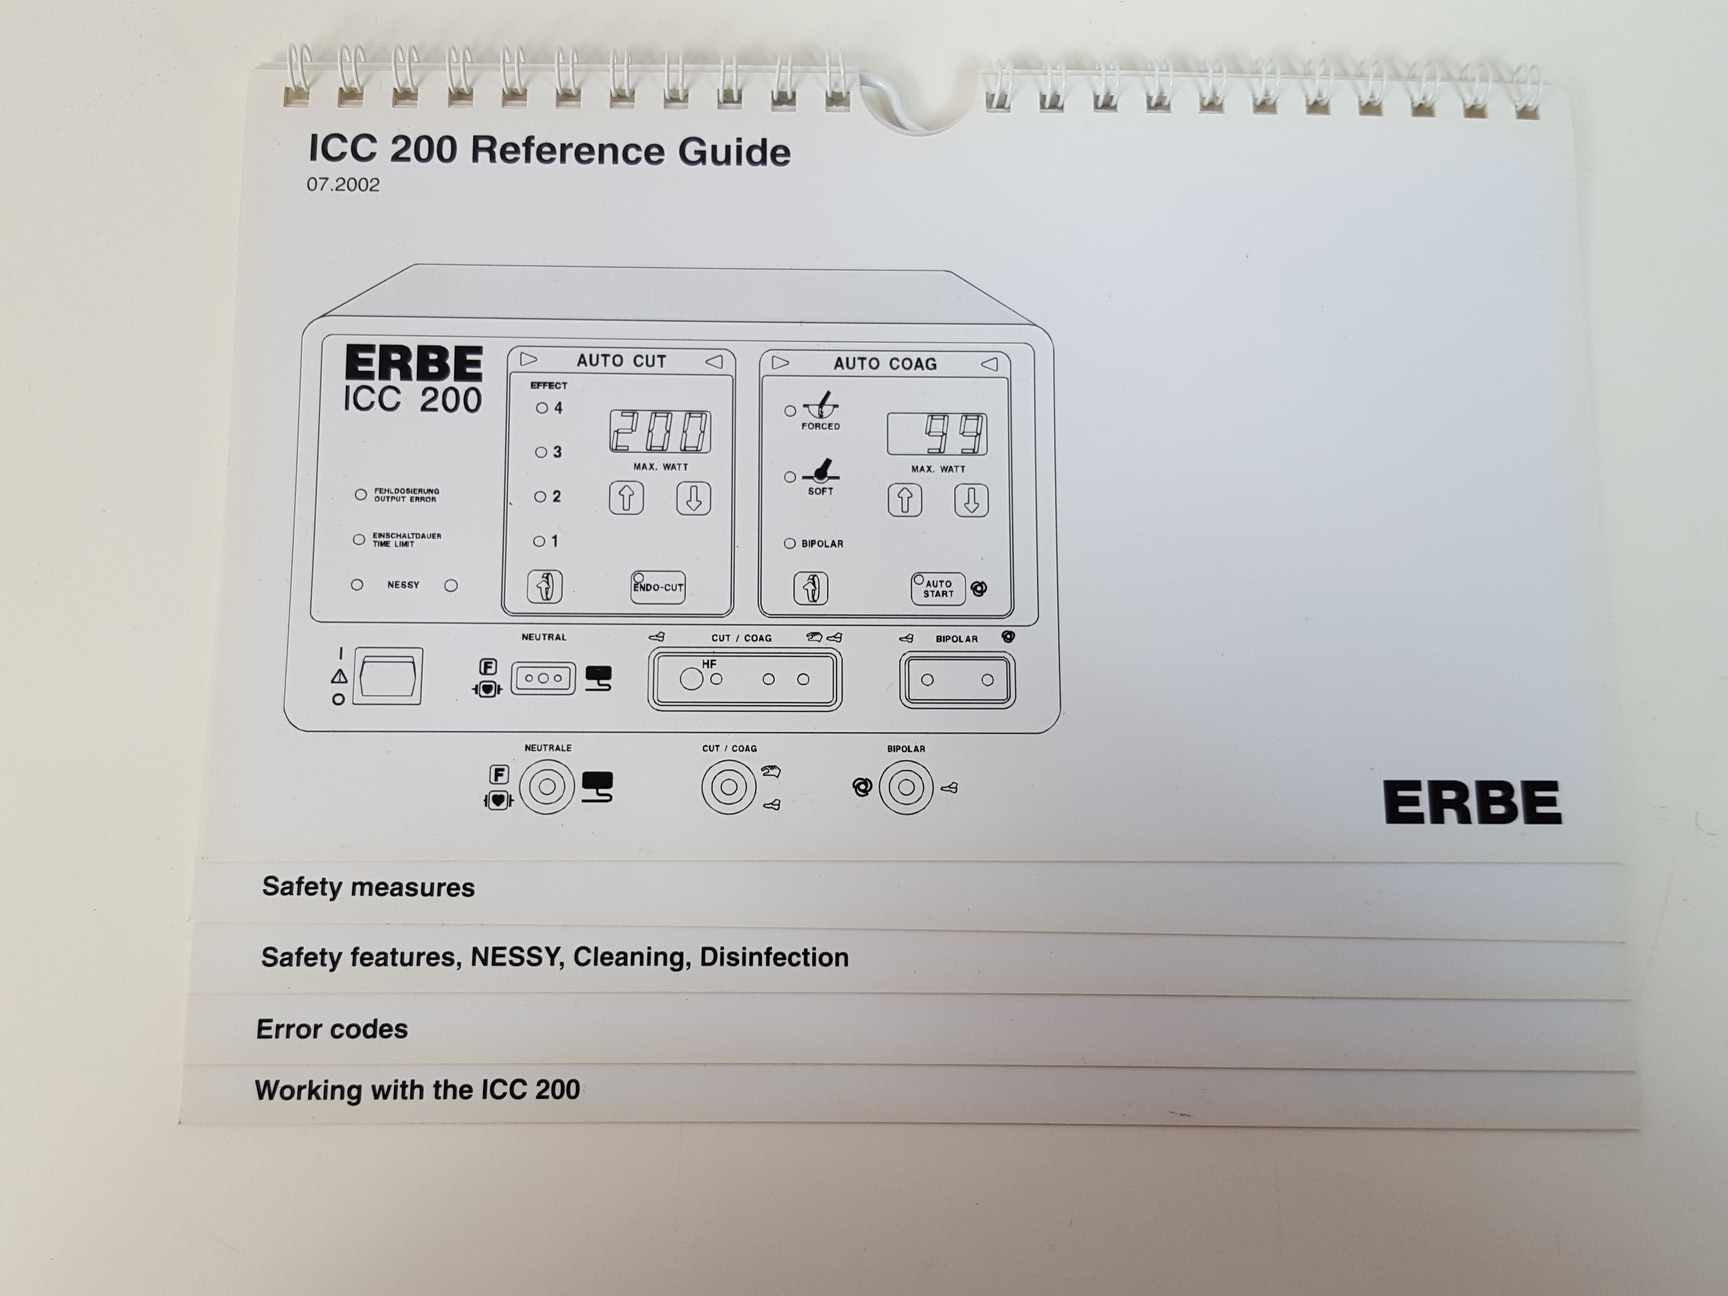 ICC 200 Reference Guide
07.2002
ERBE
ICC 200
FEHLDOSIERUNG
OUTPUT ERROR
EINSCHALTDAUER
TIME LIMIT
NESSY
AUTO CUT
EFFECT
4
3
2
1
200
MAX. WATT
ENDO-CUT
AUTO COAG
FORCED
SOFT
BIPOLAR
99
MAX. WATT
AUTO
START
I
O
NEUTRAL
F
CUT / COAG
HF
BIPOLAR
NEUTRALE
F
CUT / COAG
BIPOLAR
ERBE
Safety measures
Safety features, NESSY, Cleaning, Disinfection
Error codes
Working with the ICC 200